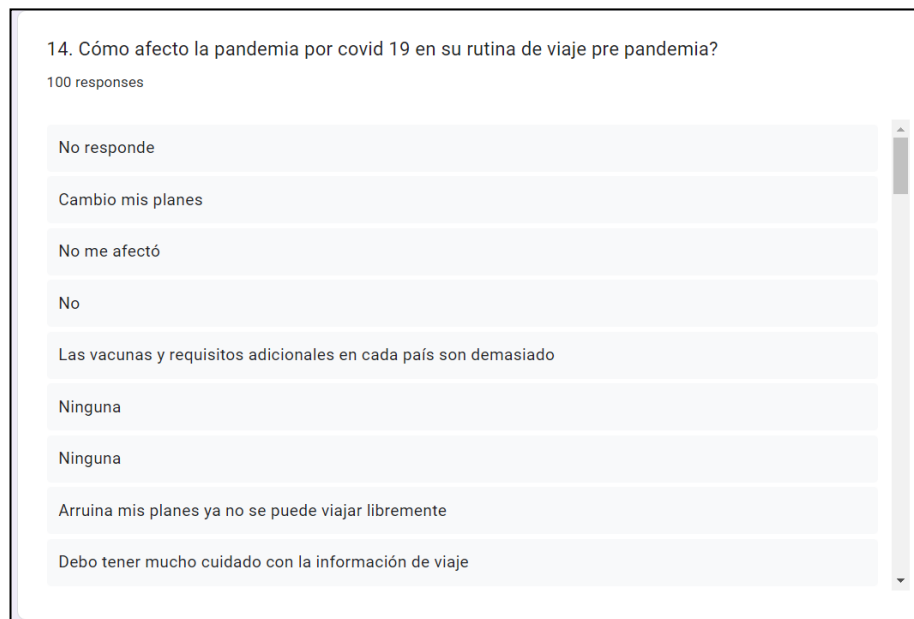 14. Cómo afecto la pandemia por covid 19 en su rutina de viaje pre pandemia?
100 responses
No responde
Cambio mis planes
No me afectó
No
Las vacunas y requisitos adicionales en cada país son demasiado
Ninguna
Ninguna
Arruina mis planes ya no se puede viajar libremente
Debo tener mucho cuidado con la información de viaje